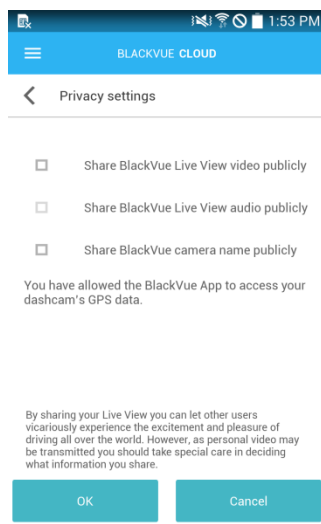 1:53 PM
BLACKVUE CLOUD
Privacy settings
Share BlackVue Live View video publicly
Share BlackVue Live View audio publicly
Share BlackVue camera name publicly
You have allowed the BlackVue App to access your
dashcam's GPS data.
By sharing your Live View you can let other users
vicariously experience the excitement and pleasure of
driving all over the world. However, as personal video may
be transmitted you should take special care in deciding
what information you share.
OK
Cancel